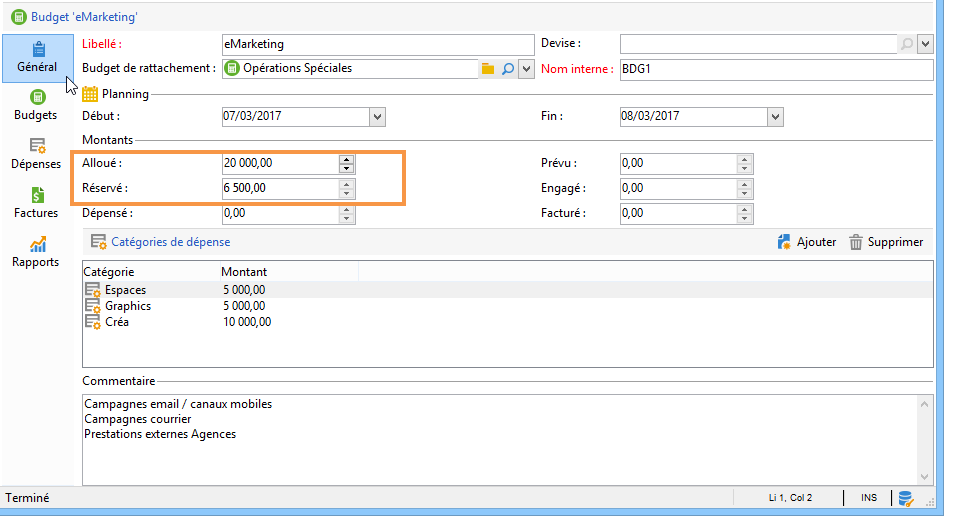 Budget 'eMarketing'
Général
Budgets
Dépenses
Factures
Rapports
Libellé : eMarketing Devise :
Budget de rattachement : Opérations Spéciales Nom interne : BDG1
Planning
Début : 07/03/2017 Fin : 08/03/2017
Montants
Alloué : 20 000,00 Prévu : 0,00
Réservé : 6 500,00 Engagé : 0,00
Dépensé : 0,00 Facturé : 0,00
Catégories de dépense Ajouter Supprimer
Catégorie Montant
Espaces 5 000,00
Graphics 5 000,00
Créa 10 000,00
Commentaire
Campagnes email / canaux mobiles
Campagnes courrier
Prestations externes Agences
Terminé Li 1, Col 2 INS